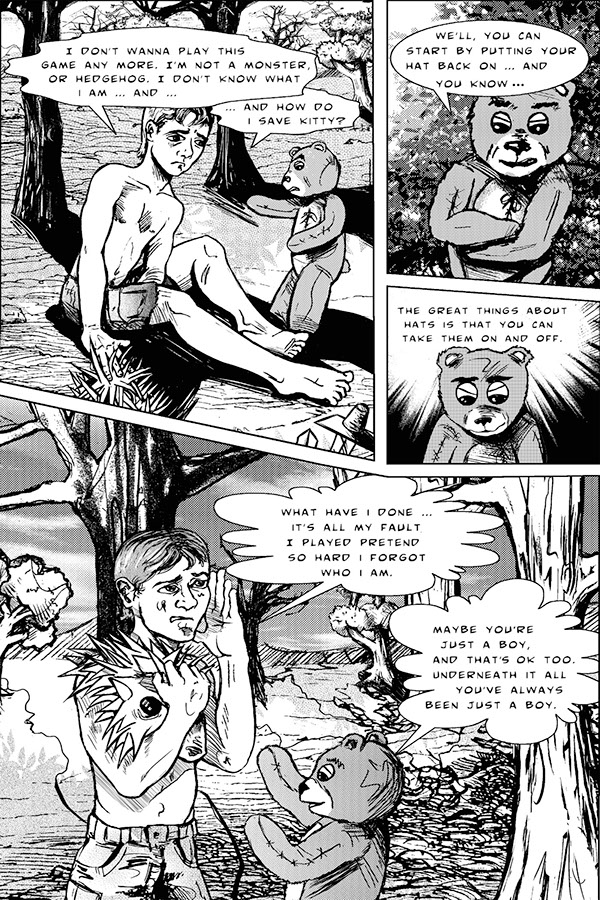 I DON'T WANNA PLAY THIS
GAME ANY MORE. I'M NOT A MONSTER,
OR HEDGEHOG. I DON'T KNOW WHAT
I AM ... AND ...
... AND HOW DO
I SAVE KITTY?
WE'LL, YOU CAN
START BY PUTTING YOUR
HAT BACK ON ... AND
YOU KNOW ...
THE GREAT THINGS ABOUT
HATS IS THAT YOU CAN
TAKE THEM ON AND OFF.
WHAT HAVE I DONE ...
IT'S ALL MY FAULT
I PLAYED PRETEND
SO HARD I FORGOT
WHO I AM.
MAYBE YOU'RE
JUST A BOY,
AND THAT'S OK TOO.
UNDERNEATH IT ALL
YOU'VE ALWAYS
BEEN JUST A BOY.